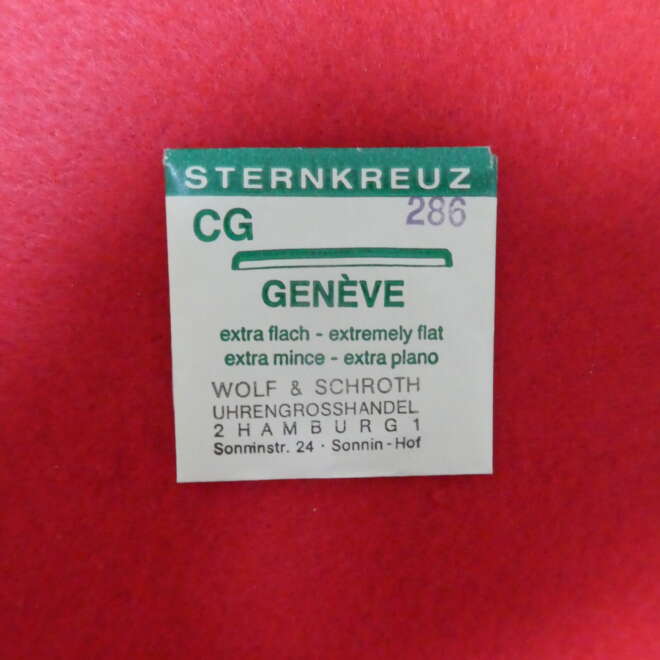 STERNKREUZ
CG 286
GENÈVE
extra flach - extremely flat
extra mince - extra plano
WOLF & SCHROTH
UHRENGROSSHANDEL
2 HAMBURG 1
Sonninstr. 24 · Sonnin-Hof